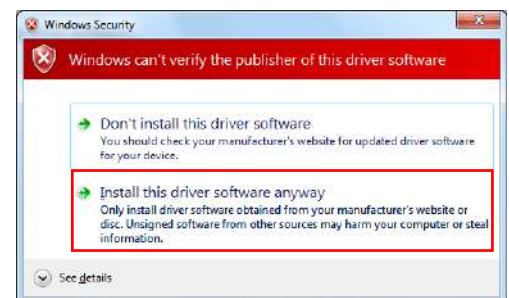 Windows Security
Windows can't verify the publisher of this driver software
Don't install this driver software
You should check your manufacturer's website for updated driver software
for your device.
Install this driver software anyway
Only install driver software obtained from your manufacturer's website or
disc. Unsigned software from other sources may harm your computer or steal
information.
See details